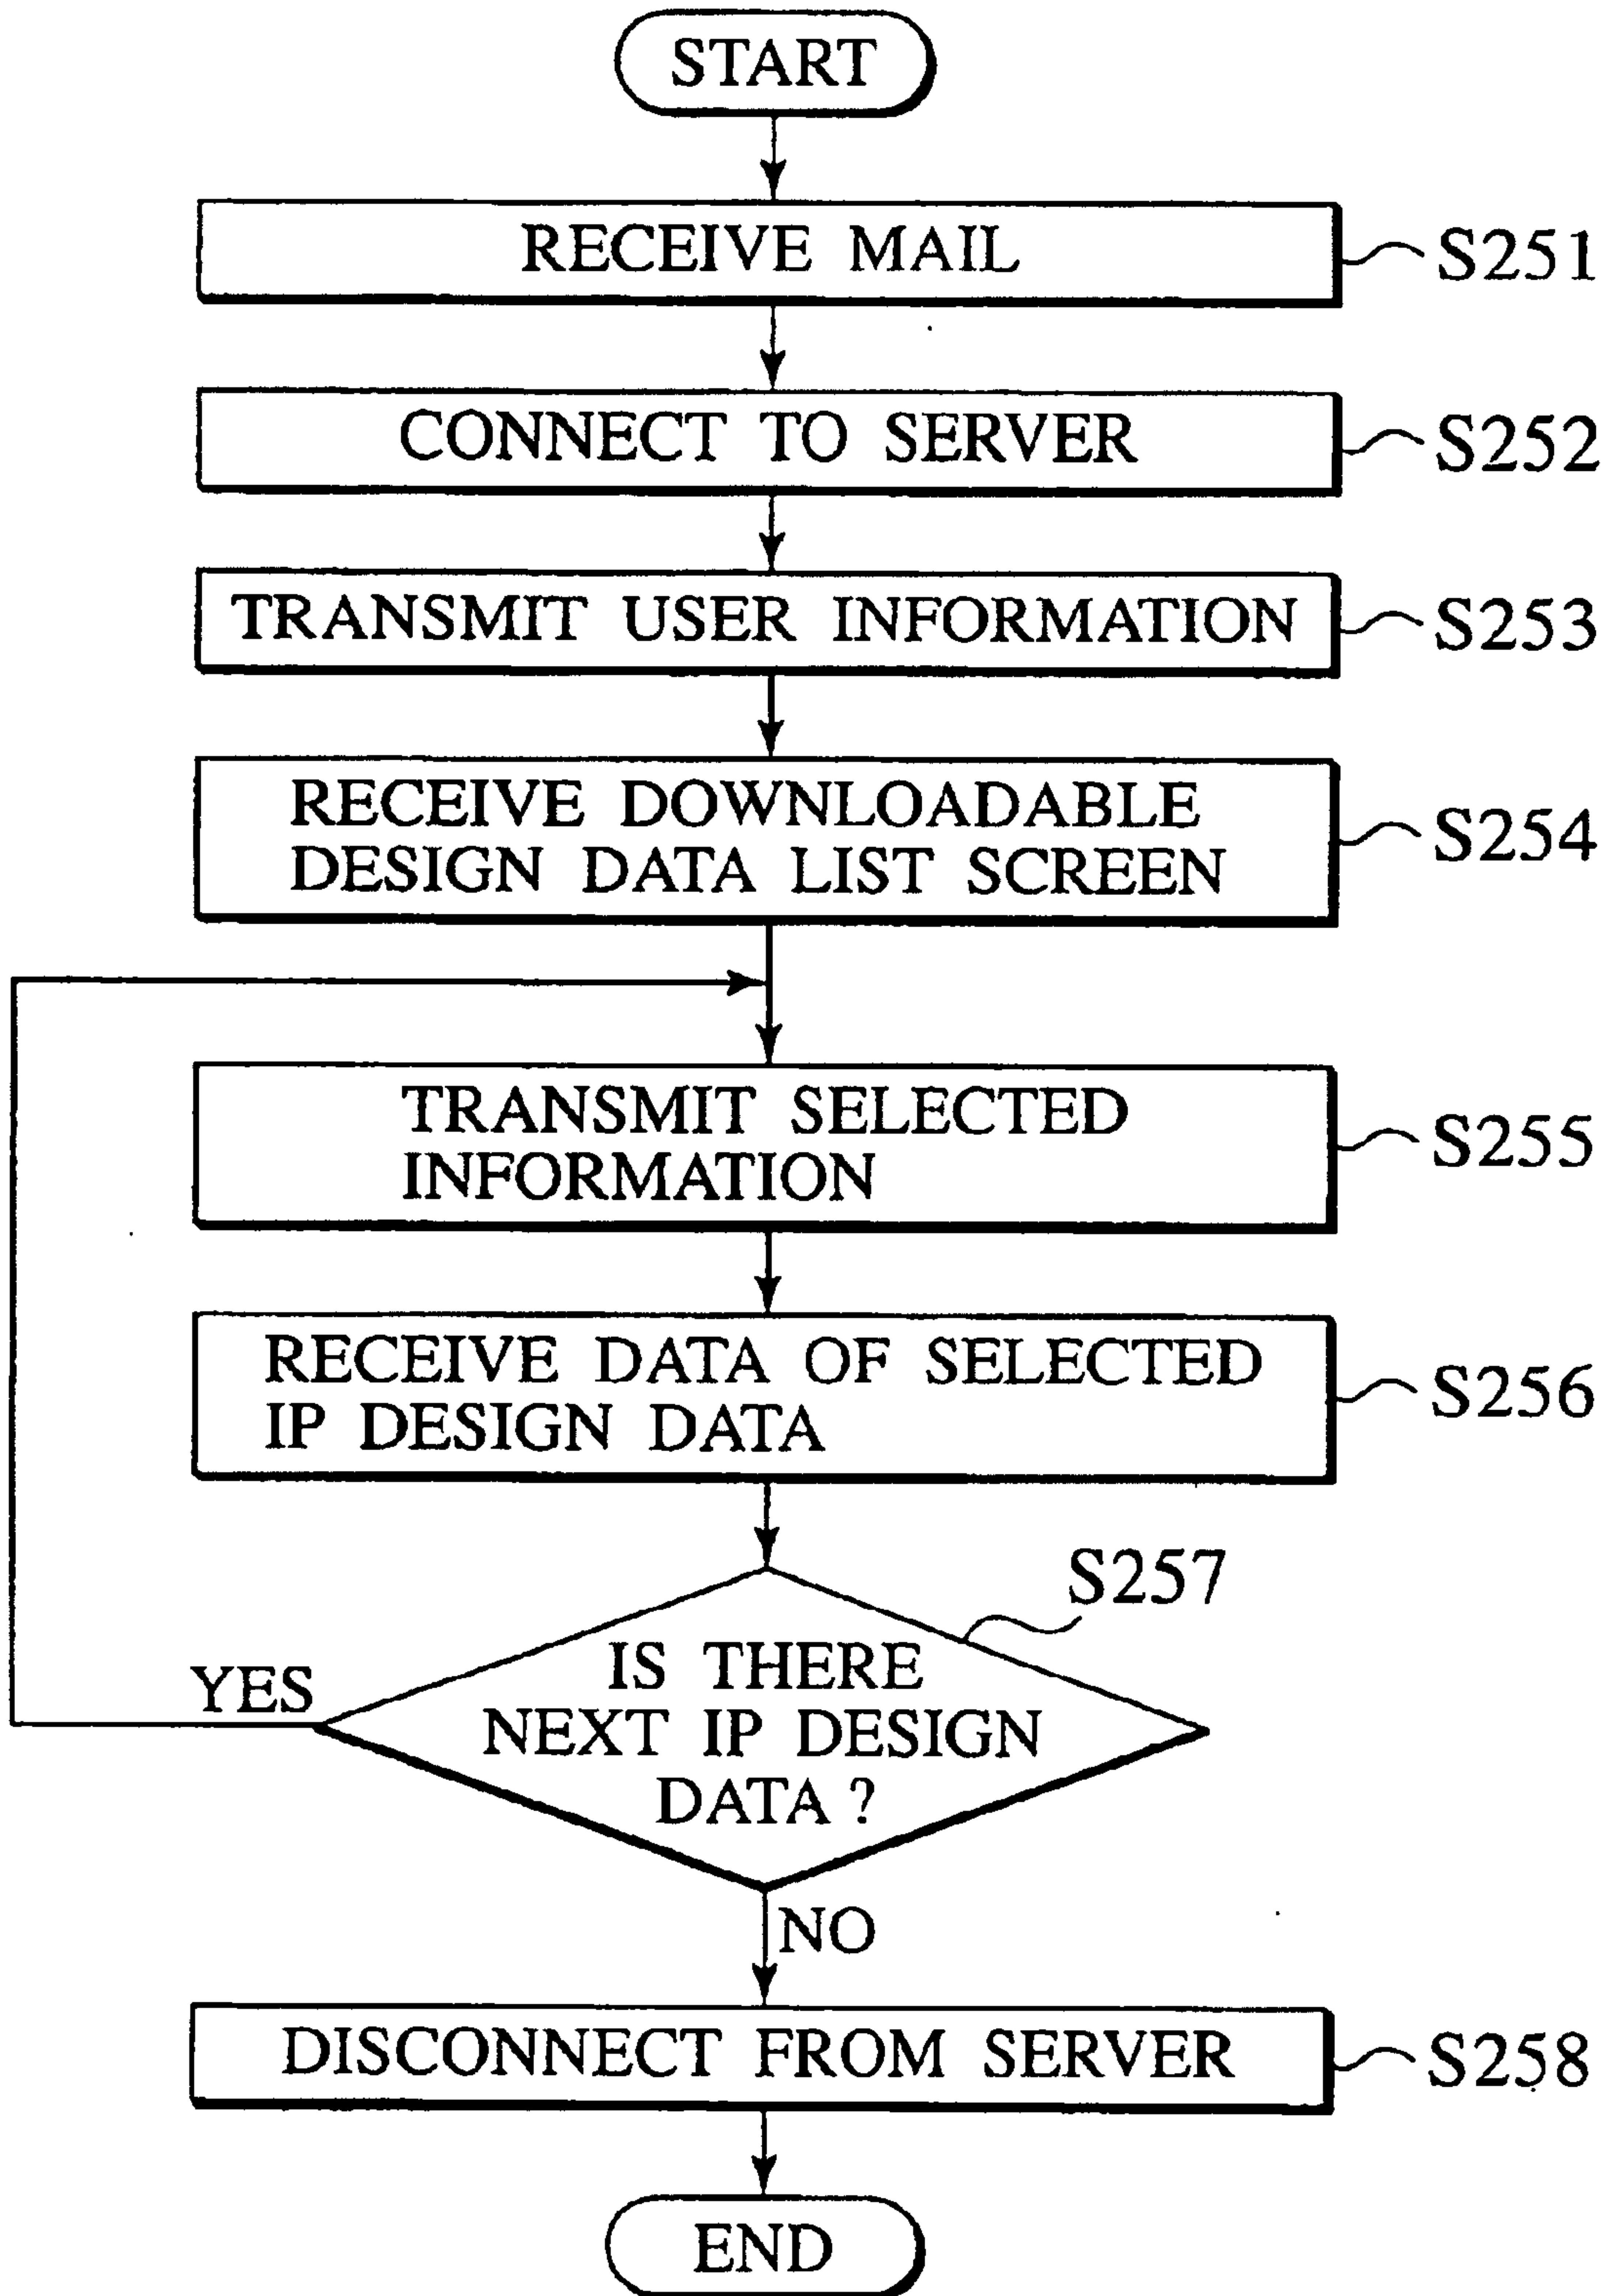 START
RECEIVE MAIL
S251
CONNECT TO SERVER
S252
TRANSMIT USER INFORMATION
S253
RECEIVE DOWNLOADABLE
DESIGN DATA LIST SCREEN
S254
TRANSMIT SELECTED
INFORMATION
S255
RECEIVE DATA OF SELECTED
IP DESIGN DATA
S256
S257
IS THERE
NEXT IP DESIGN
DATA ?
YES
NO
DISCONNECT FROM SERVER
S258
END